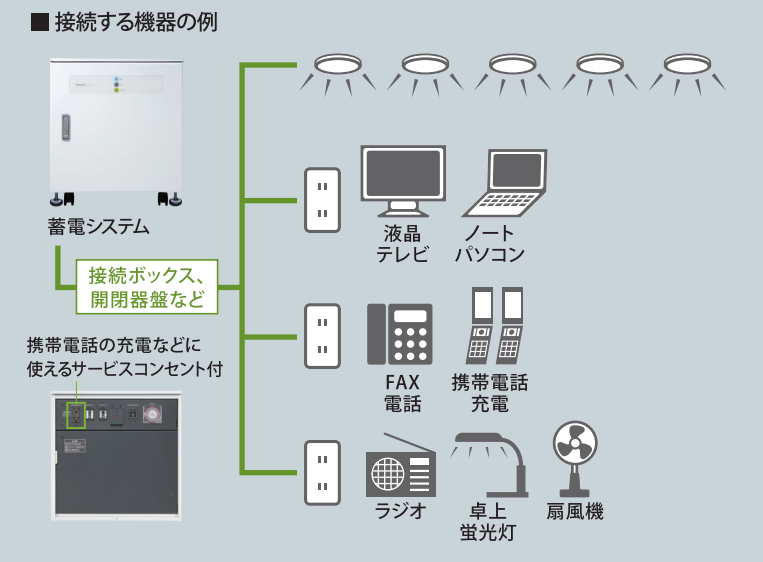 ■ 接続する機器の例
蓄電システム
接続ボックス、
開閉器盤など
携帯電話の充電などに
使えるサービスコンセント付
液晶
テレビ
ノート
パソコン
FAX
電話
携帯電話
充電
ラジオ
卓上
蛍光灯
扇風機